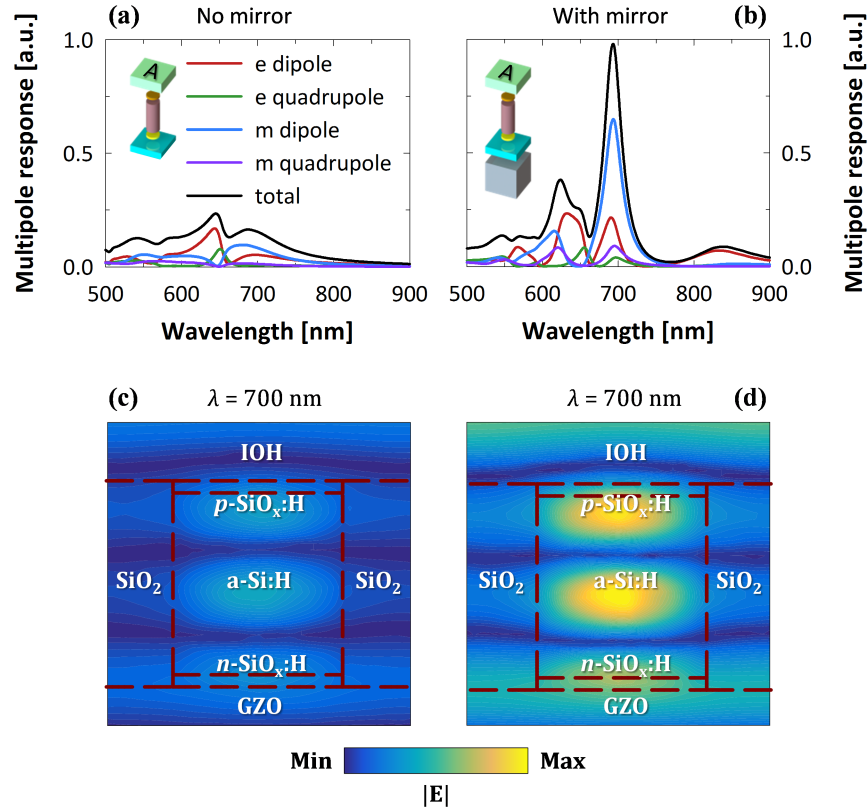 (a) No mirror
Multipole response [a.u.]
1.0
0.5
0.0
A
e dipole
e quadrupole
m dipole
m quadrupole
total
500 600 700 800 900
Wavelength [nm]
With mirror (b)
1.0
0.5
0.0
Multipole response [a.u.]
A
500 600 700 800 900
Wavelength [nm]
(c) λ = 700 nm
IOH
p-SiOₓ:H
SiO₂ a-Si:H SiO₂
n-SiOₓ:H
GZO
λ = 700 nm (d)
IOH
p-SiOₓ:H
SiO₂ a-Si:H SiO₂
n-SiOₓ:H
GZO
Min Max
|E|